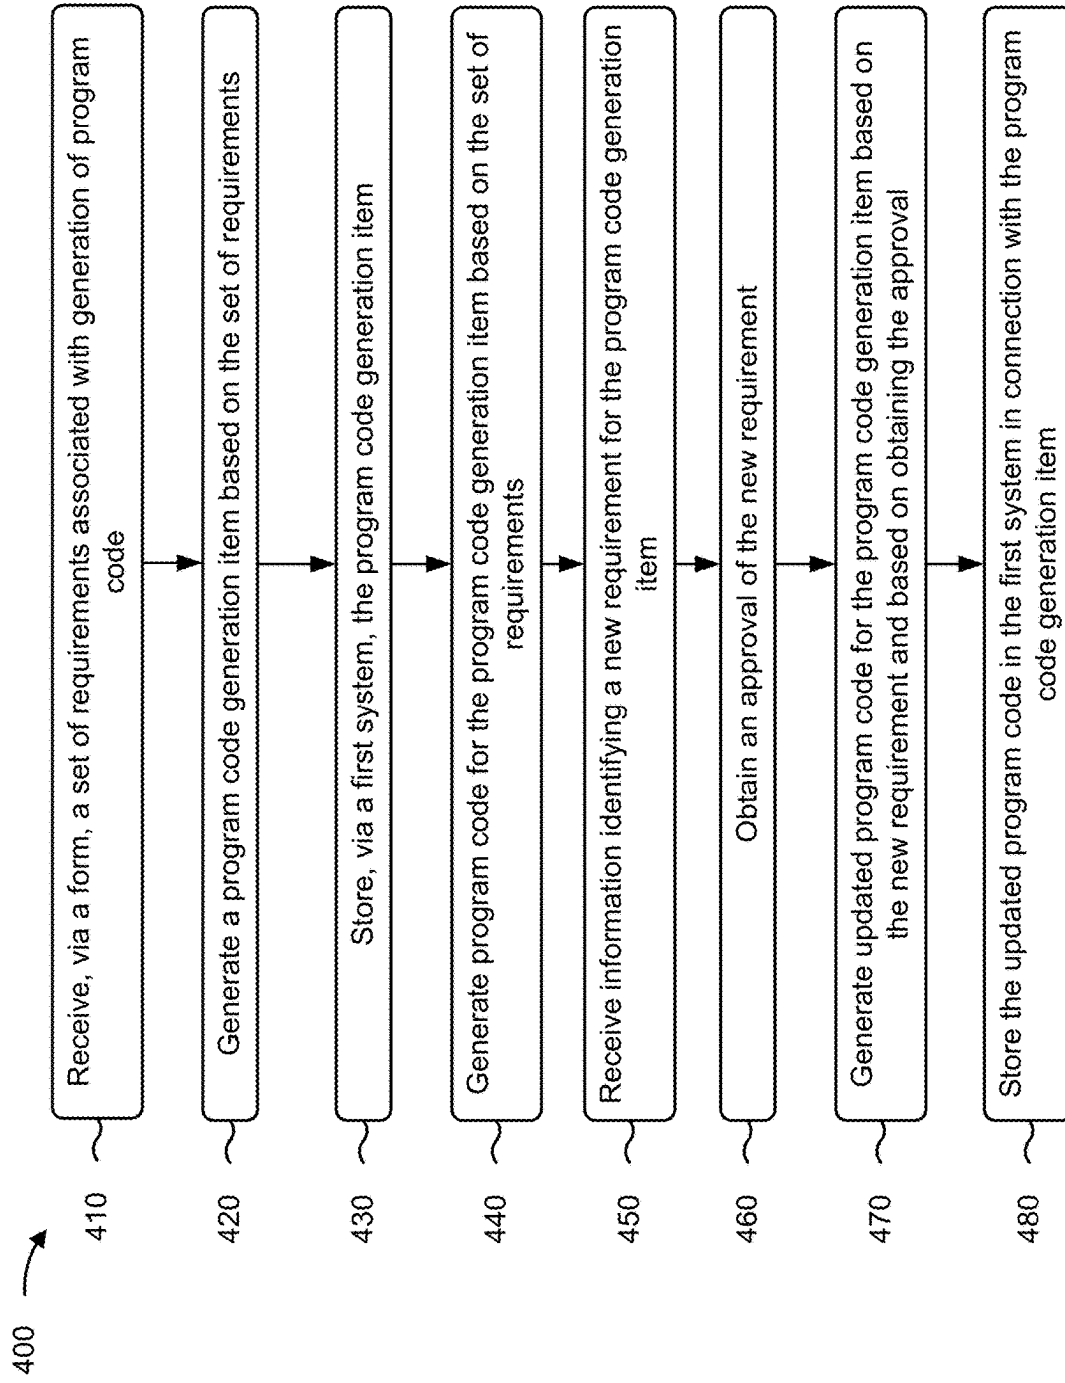 400
410
Receive, via a form, a set of requirements associated with generation of program
code
420
Generate a program code generation item based on the set of requirements
430
Store, via a first system, the program code generation item
440
Generate program code for the program code generation item based on the set of
requirements
450
Receive information identifying a new requirement for the program code generation
item
460
Obtain an approval of the new requirement
470
Generate updated program code for the program code generation item based on
the new requirement and based on obtaining the approval
480
Store the updated program code in the first system in connection with the program
code generation item